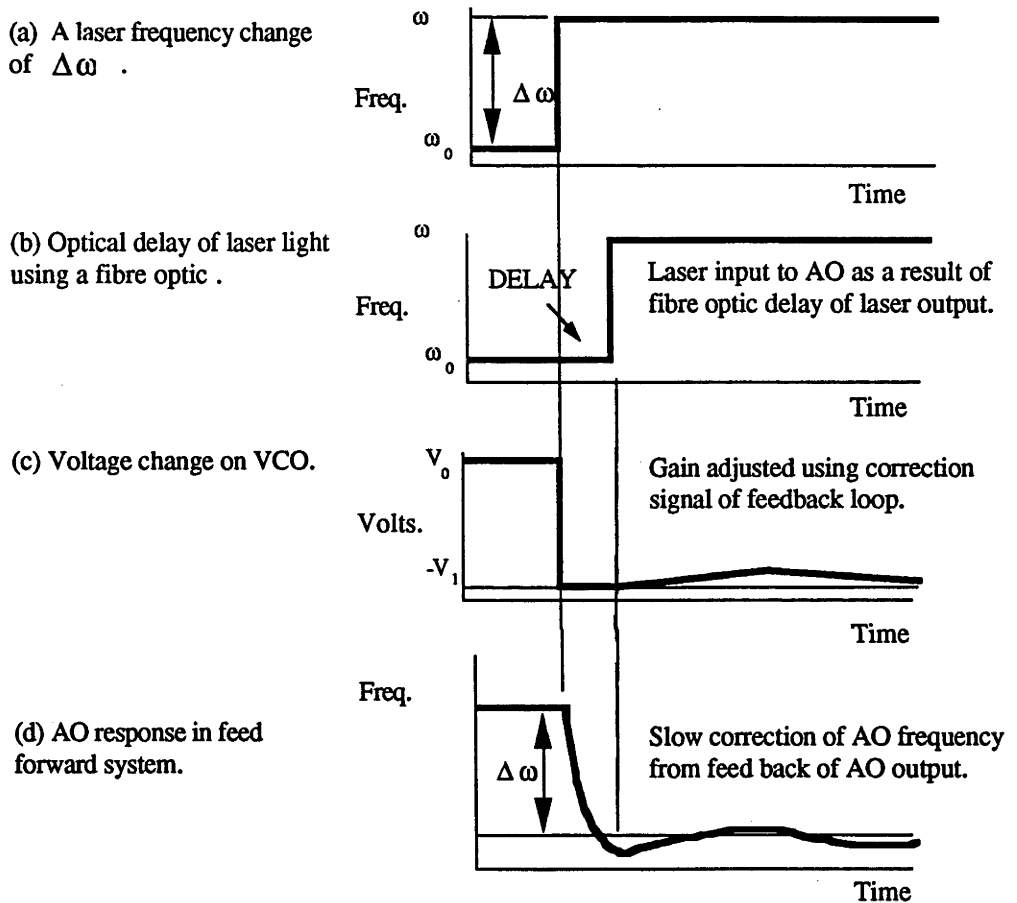 (a) A laser frequency change
of Δω .
ω
Freq.
Δω
ω0
Time
(b) Optical delay of laser light
using a fibre optic .
ω
DELAY
Freq.
ω0
Laser input to AO as a result of
fibre optic delay of laser output.
Time
(c) Voltage change on VCO.
V0
Volts.
-V1
Gain adjusted using correction
signal of feedback loop.
Time
Freq.
(d) AO response in feed
forward system.
Δω
Slow correction of AO frequency
from feed back of AO output.
Time